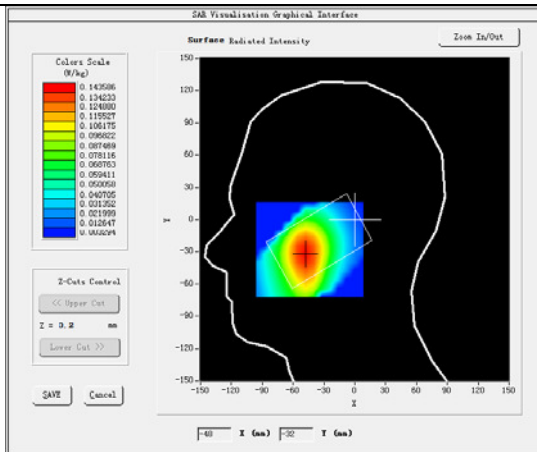 SAR Visualisation Graphical Interface
Surface Radiated Intensity
Zoom In/Out
Colors Scale
(W/kg)
0.143586
0.134233
0.124880
0.115527
0.106175
0.096822
0.087469
0.078116
0.068763
0.059411
0.050058
0.040705
0.031352
0.021999
0.012647
0.003294
Z-Cuts Control
<< Upper Cut
Z = 0.2 mm
Lower Cut >>
SAVE Cancel
150
120
90
60
30
0
-30
-60
-90
-120
-150
Y
-150 -120 -90 -60 -30 0 30 60 90 120 150
X
-48 X (mm) -32 Y (mm)